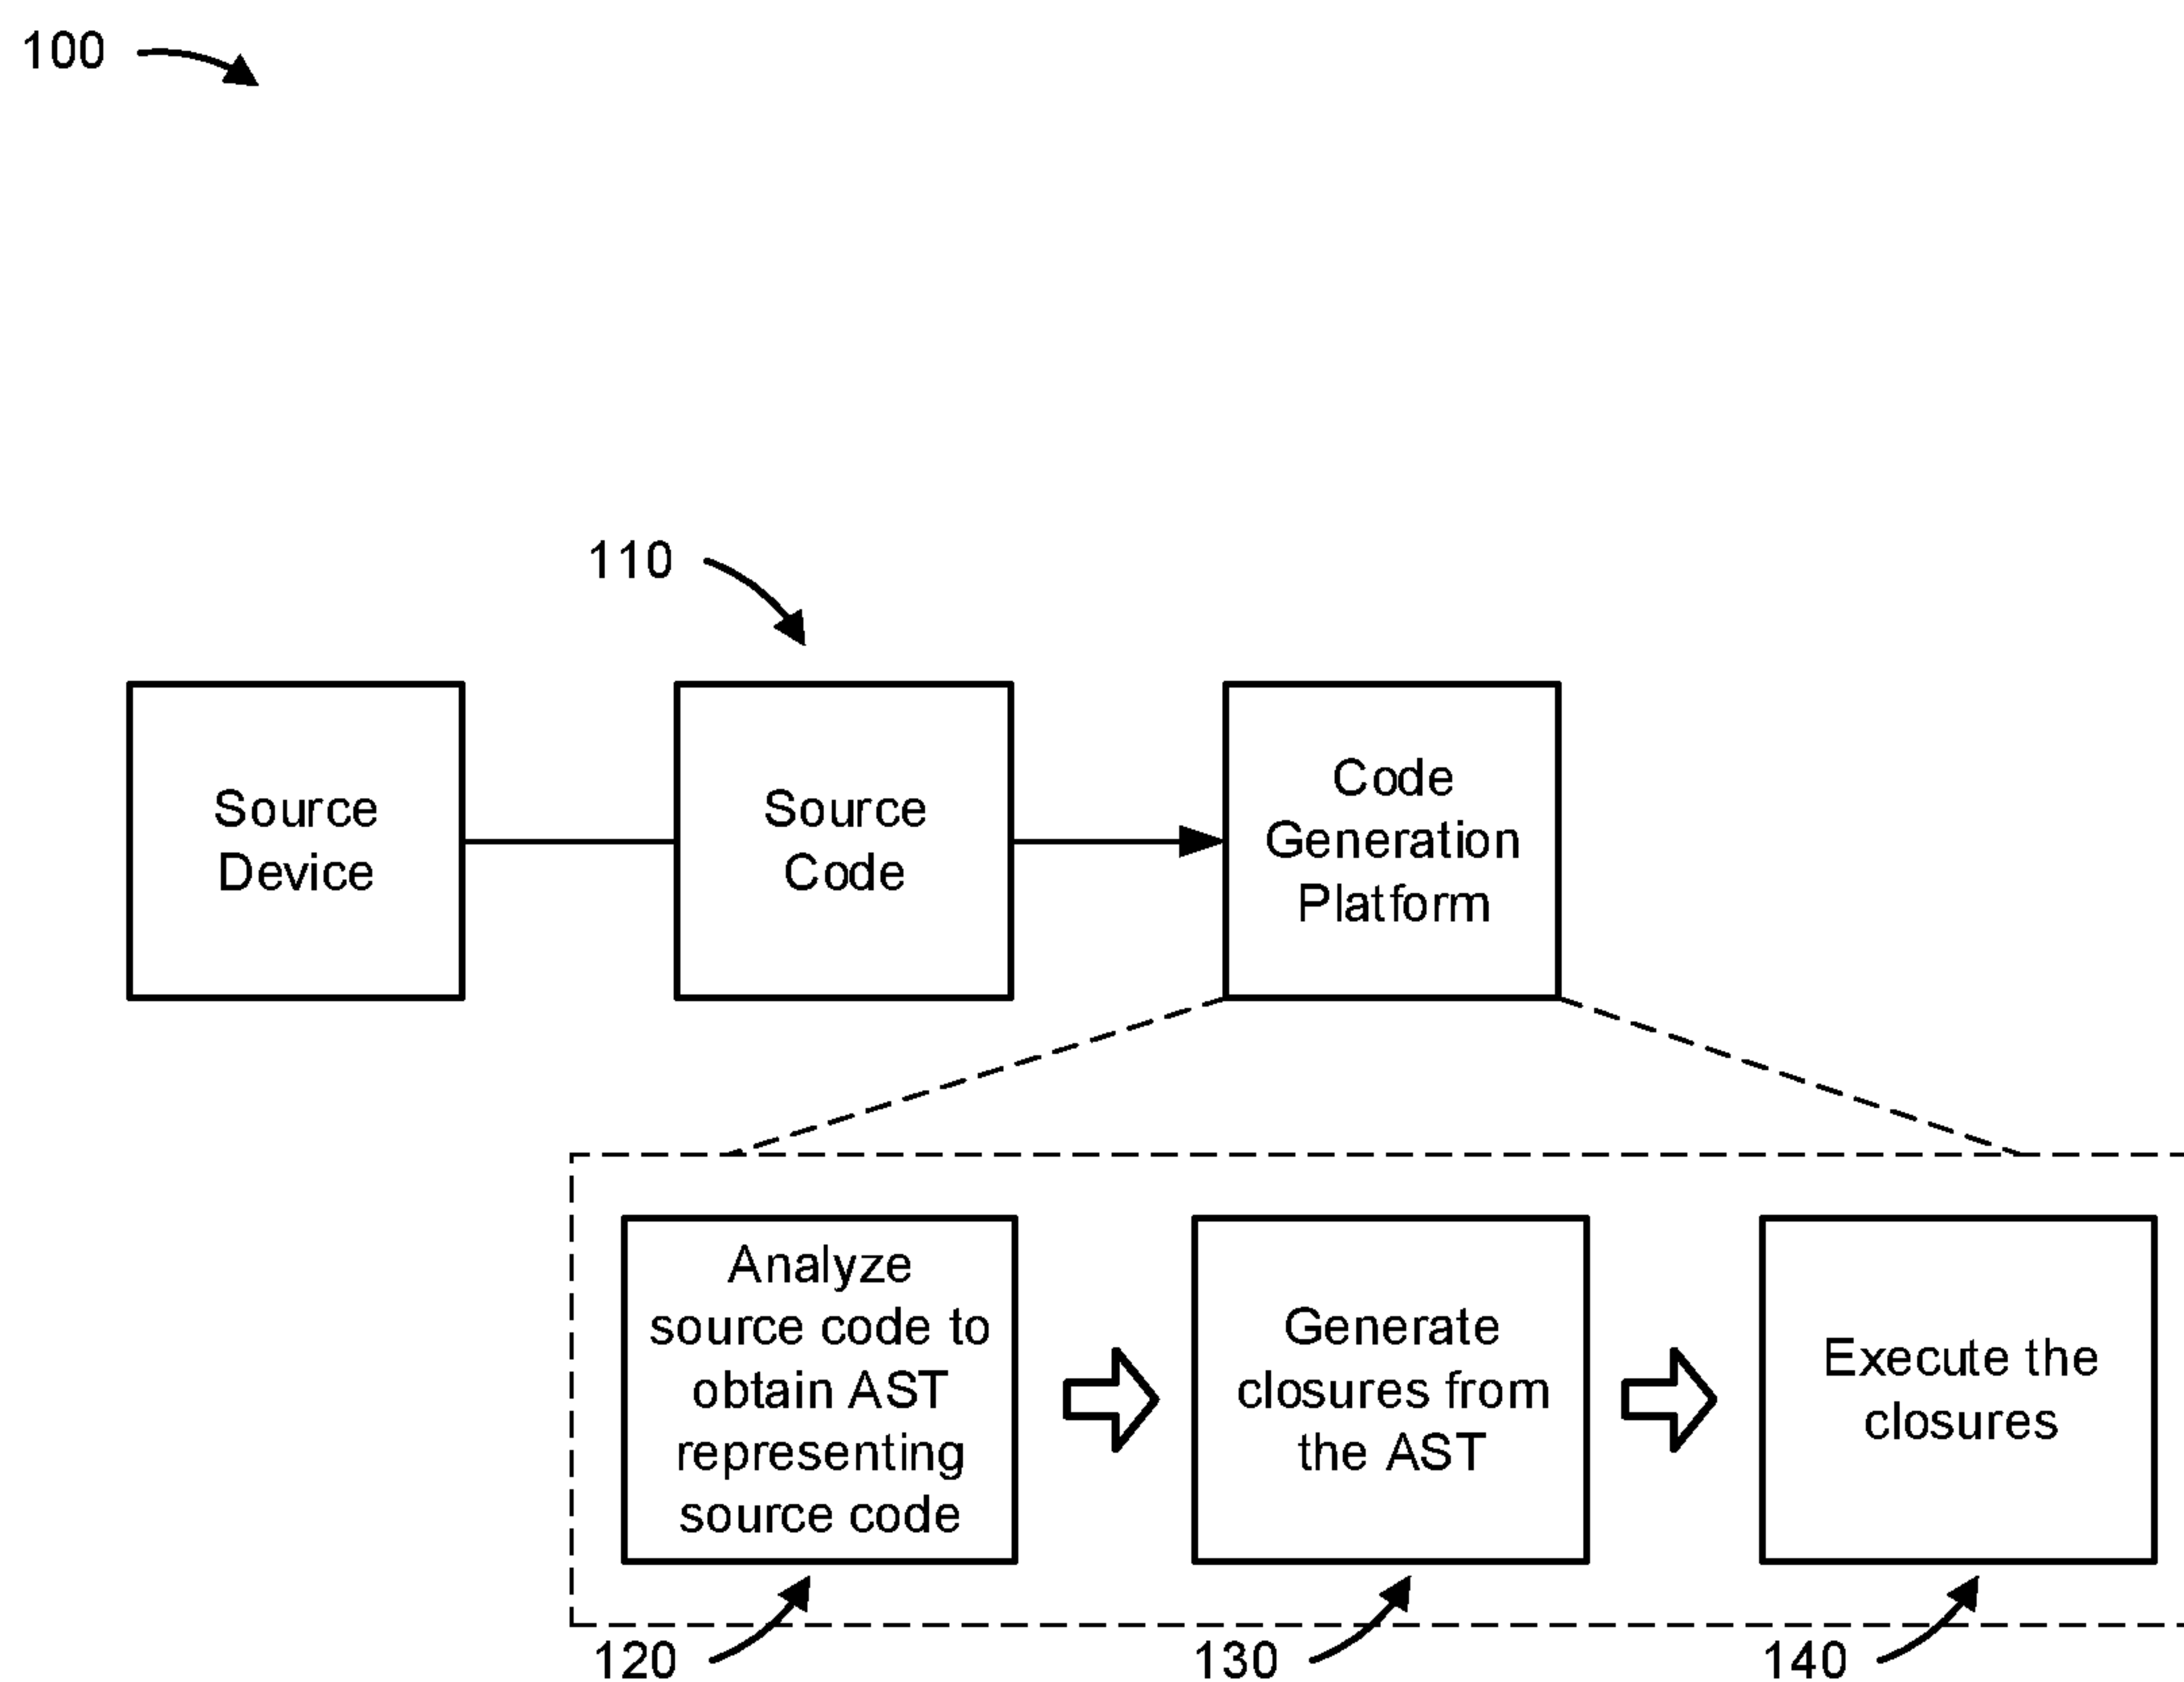 100
110
Source
Device
Source
Code
Code
Generation
Platform
Analyze
source code to
obtain AST
representing
source code
Generate
closures from
the AST
Execute the
closures
120
130
140